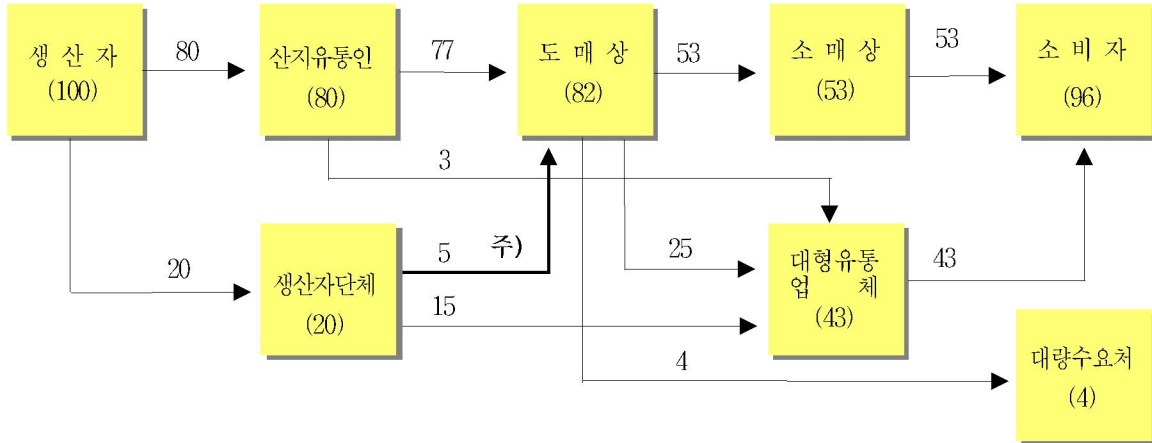 생 산 자
(100)
80
산지유통인
(80)
77
도 매 상
(82)
53
소 매 상
(53)
53
소 비 자
(96)
3
20
생산자단체
(20)
5 주)
15
25
대형유통
업 체
(43)
43
4
대량수요처
(4)